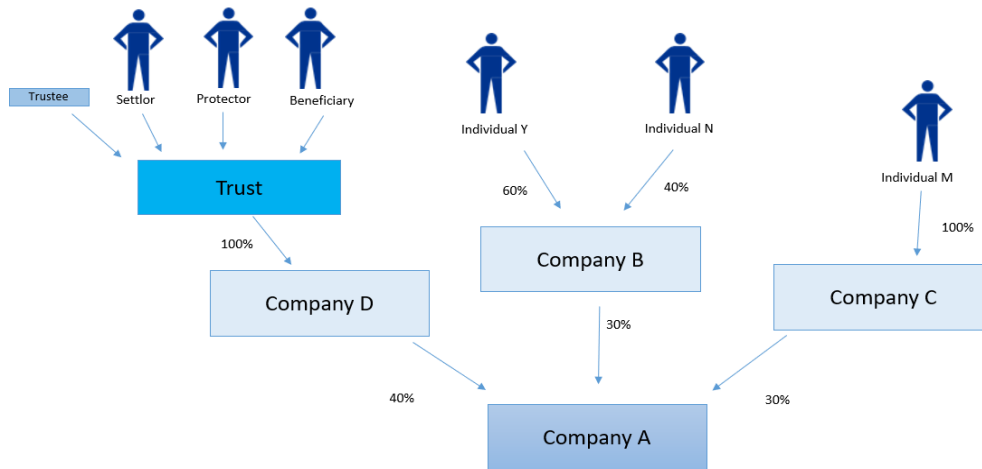 Trustee
Settlor
Protector
Beneficiary
Individual Y
Individual N
Individual M
Trust
60%
40%
100%
100%
Company B
Company D
Company C
30%
40%
30%
Company A